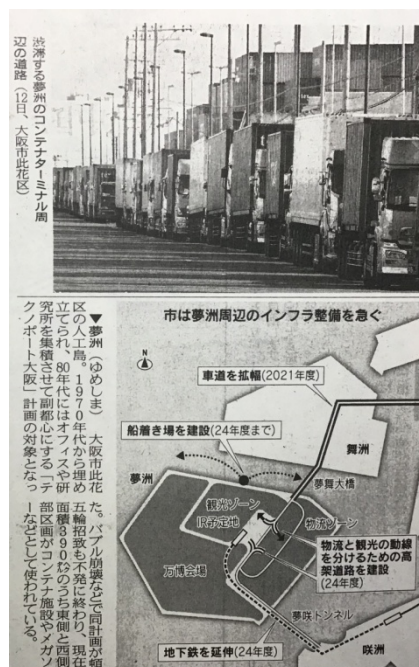 渋滞する夢洲のコンテナターミナル周
辺の道路(12日、大阪市此花区)
市は夢洲周辺のインフラ整備を急ぐ
N
車道を拡幅(2021年度)
船着き場を建設(24年度まで)
舞洲
夢洲
夢舞大橋
観光ゾーン
IR予定地
物流ゾーン
万博会場
物流と観光の動線
を分けるための高
架道路を建設
(24年度)
夢咲トンネル
地下鉄を延伸(24年度)
咲洲
▼夢洲(ゆめしま) 大阪市此花
区の人工島。1970年代から埋め
立てられ、80年代にはオフィスや研
究所を集積させて副都心にする「テ
クノポート大阪」計画の対象となっ
た。バブル崩壊などで同計画が頓
五輪招致も不発に終わり、現在
面積390㌶のうち東側と西側
部区画がコンテナ施設やメガソ
ーなどとして使われている。